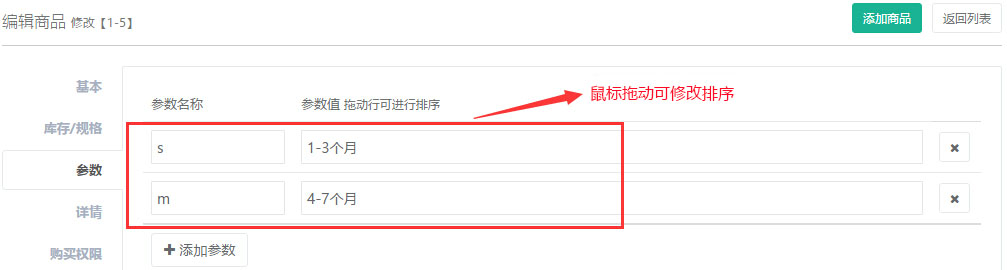 编辑商品 修改【1-5】
添加商品
返回列表
基本
库存/规格
参数
详情
购买权限
参数名称
参数值 拖动行可进行排序
鼠标拖动可修改排序
s
1-3个月
m
4-7个月
添加参数